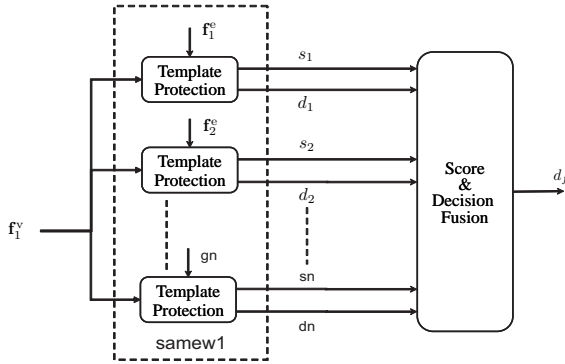 f₁ᵉ
Template
Protection
s₁
d₁
f₂ᵉ
Template
Protection
s₂
d₂
Score
&
Decision
Fusion
f₁ᵛ
gn
Template
Protection
sn
dn
samew1